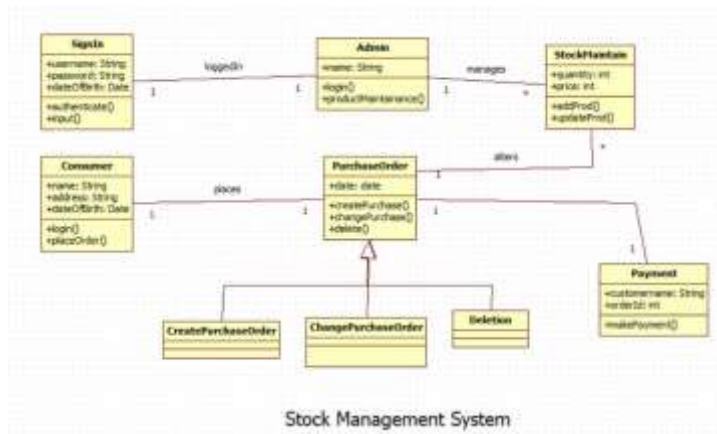 SignIn
+username: String
+password: String
+dateOfBirth: Date
+authenticate()
+input()
loggedIn
1
1
Admin
+name: String
+login()
+productMaintenance()
manages
1
*
StockMaintain
+quantity: int
+price: int
+addProd()
+updateProd()
*
alters
1
Consumer
+name: String
+address: String
+dateOfBirth: Date
+login()
+placeOrder()
places
1
1
PurchaseOrder
+date: date
+createPurchase()
+changePurchase()
+delete()
1
1
Payment
+customername: String
+orderId: int
+makePayment()
CreatePurchaseOrder
ChangePurchaseOrder
Deletion
Stock Management System